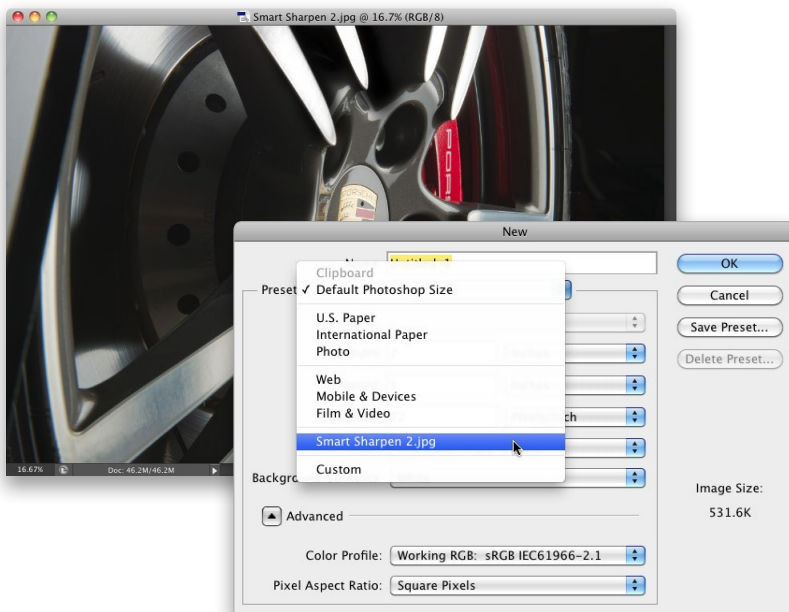 Smart Sharpen 2.jpg @ 16.7% (RGB/8)
New
OK
Clipboard
Preset ✓ Default Photoshop Size
Cancel
U.S. Paper
International Paper
Save Preset...
Photo
Delete Preset...
Web
Mobile & Devices
Film & Video
Smart Sharpen 2.jpg
16.67% Doc: 46.2M/46.2M
Custom
Image Size:
531.6K
Advanced
Color Profile: Working RGB: sRGB IEC61966-2.1
Pixel Aspect Ratio: Square Pixels